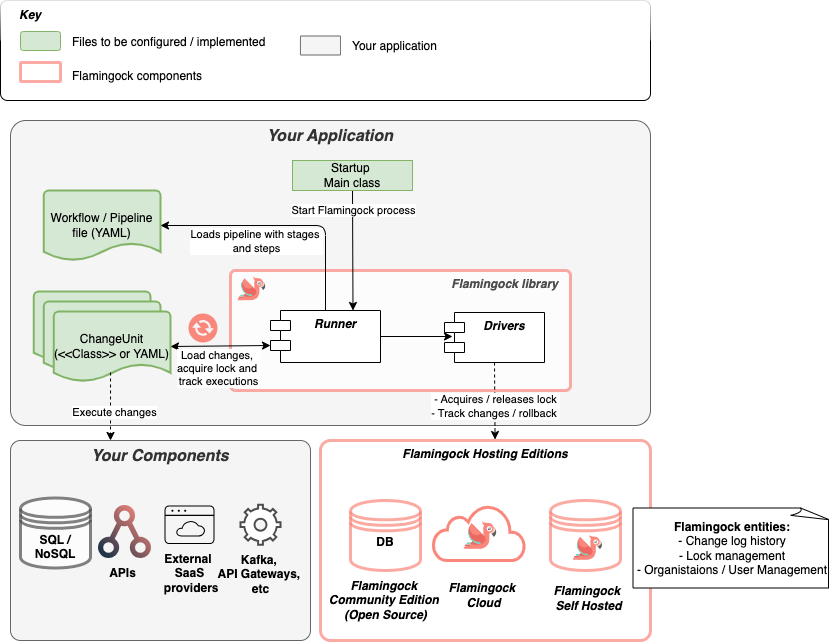 Key
Files to be configured / implemented
Your application
Flamingock components
Your Application
Startup
Main class
Start Flamingock process
Workflow / Pipeline
file (YAML)
Loads pipeline with stages
and steps
Flamingock library
Runner
Drivers
ChangeUnit
(<<Class>> or YAML)
Load changes,
acquire lock and
track executions
- Acquires / releases lock
- Track changes / rollback
Execute changes
Your Components
SQL /
NoSQL
APIs
External
SaaS
providers
Kafka,
API Gateways,
etc
Flamingock Hosting Editions
DB
Flamingock
Community Edition
(Open Source)
Flamingock
Cloud
Flamingock
Self Hosted
Flamingock entities:
- Change log history
- Lock management
- Organistaions / User Management